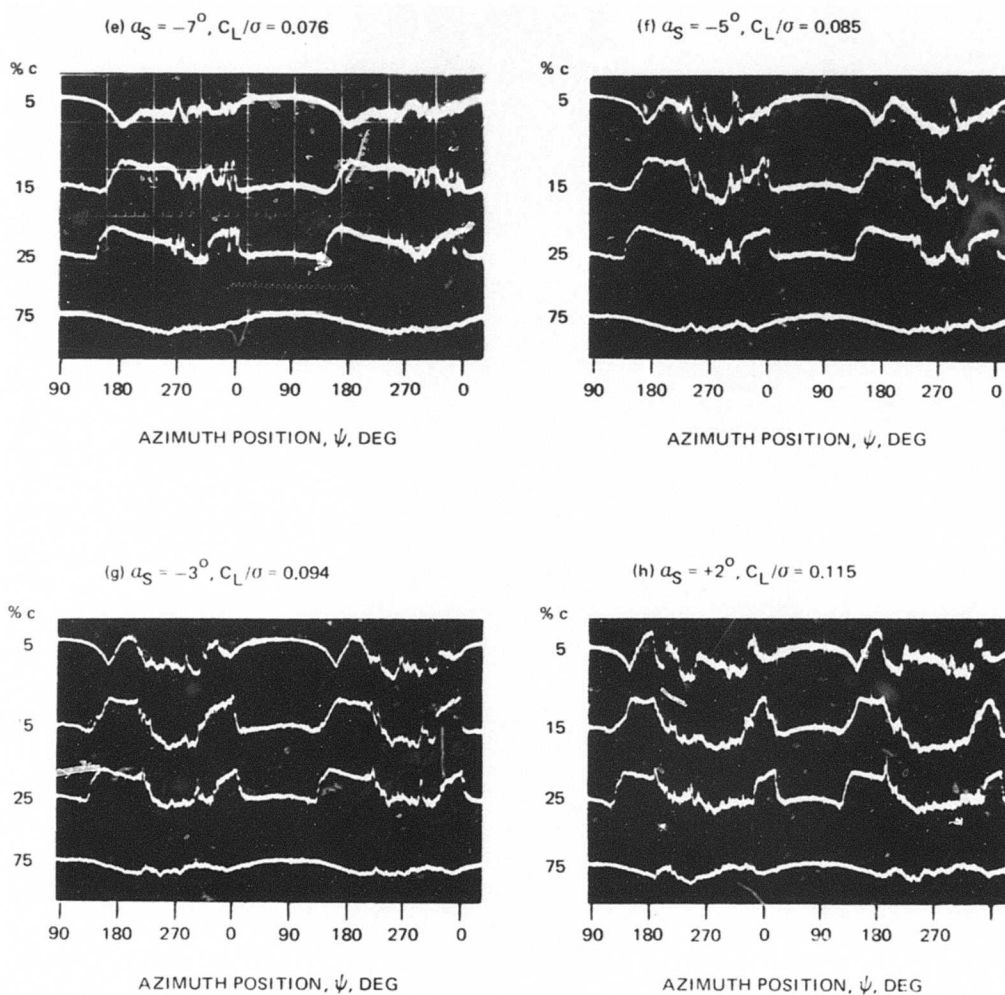 (e) αS = −7°, CL/σ = 0.076
(f) αS = −5°, CL/σ = 0.085
% c
5
15
25
75
90 180 270 0 90 180 270 0
AZIMUTH POSITION, ψ, DEG
% c
5
15
25
75
90 180 270 0 90 180 270 0
AZIMUTH POSITION, ψ, DEG
(g) αS = −3°, CL/σ = 0.094
(h) αS = +2°, CL/σ = 0.115
% c
5
5
25
75
90 180 270 0 90 180 270 0
AZIMUTH POSITION, ψ, DEG
% c
5
15
25
75
90 180 270 0 90 180 270
AZIMUTH POSITION, ψ, DEG